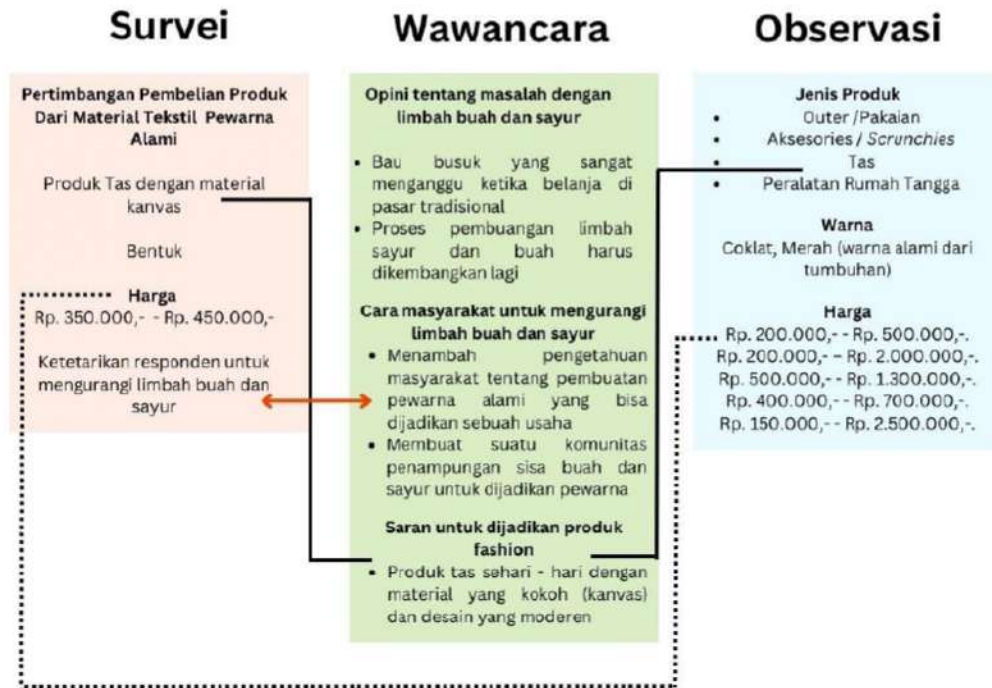 Survei
Wawancara
Observasi
Pertimbangan Pembelian Produk
Dari Material Tekstil Pewarna
Alami
Produk Tas dengan material
kanvas
Bentuk
Harga
Rp. 350.000,- - Rp. 450.000,-
Ketetarikan responden untuk
mengurangi limbah buah dan
sayur
Opini tentang masalah dengan
limbah buah dan sayur
• Bau busuk yang sangat
menganggu ketika belanja di
pasar tradisional
• Proses pembuangan limbah
sayur dan buah harus
dikembangkan lagi
Cara masyarakat untuk mengurangi
limbah buah dan sayur
• Menambah pengetahuan
masyarakat tentang pembuatan
pewarna alami yang bisa
dijadikan sebuah usaha
• Membuat suatu komunitas
penampungan sisa buah dan
sayur untuk dijadikan pewarna
Saran untuk dijadikan produk
fashion
• Produk tas sehari - hari dengan
material yang kokoh (kanvas)
dan desain yang moderen
Jenis Produk
• Outer /Pakaian
• Aksesories / Scrunchies
• Tas
• Peralatan Rumah Tangga
Warna
Coklat, Merah (warna alami dari
tumbuhan)
Harga
Rp. 200.000,- - Rp. 500.000,-.
Rp. 200.000,- - Rp. 2.000.000,-.
Rp. 500.000,- - Rp. 1.300.000,-.
Rp. 400.000,- - Rp. 700.000,-.
Rp. 150.000,- - Rp. 2.500.000,-.